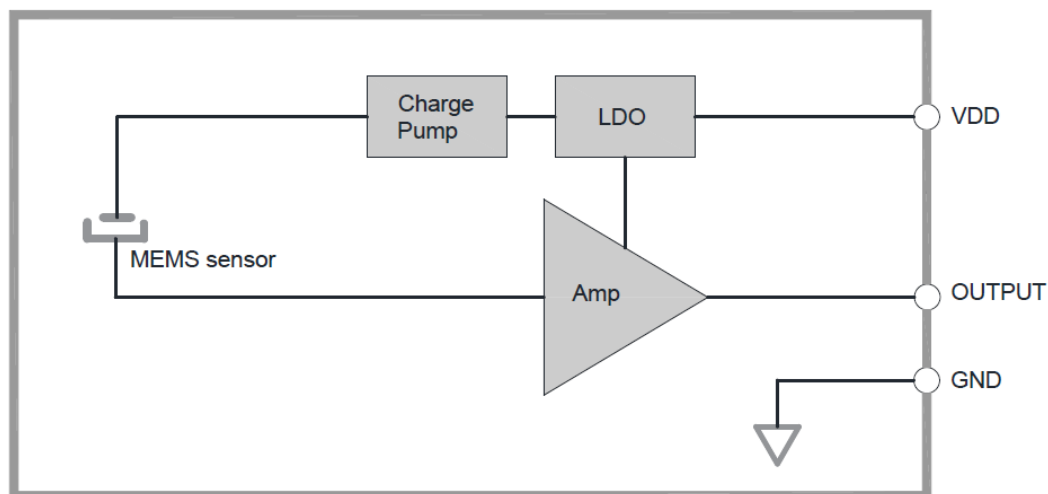 Charge
Pump
LDO
VDD
MEMS sensor
Amp
OUTPUT
GND